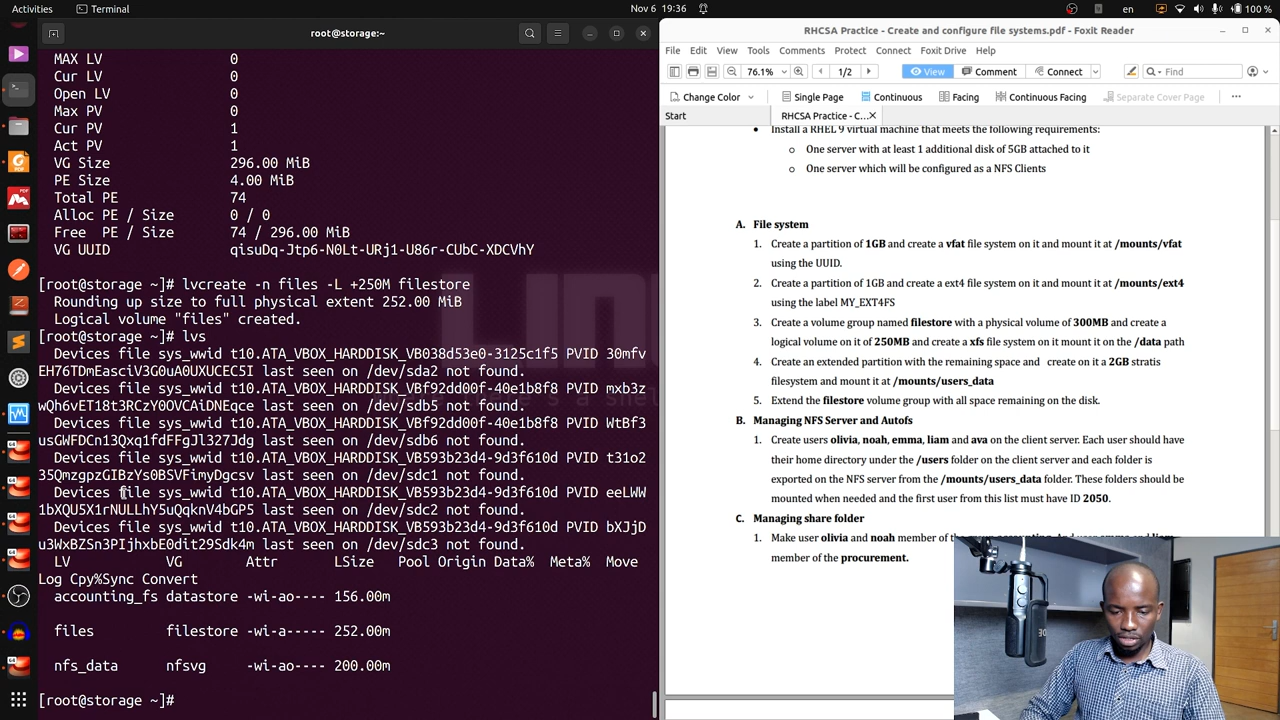 Activities
Terminal
Nov 6 19:36
100 %
root@storage:~
MAX LV 0
Cur LV 0
Open LV 0
Max PV 0
Cur PV 1
Act PV 1
VG Size 296.00 MiB
PE Size 4.00 MiB
Total PE 74
Alloc PE / Size 0 / 0
Free PE / Size 74 / 296.00 MiB
VG UUID qisuDq-Jtp6-N0Lt-URj1-U86r-CUbC-XDCVhY
[root@storage ~]# lvcreate -n files -L +250M filestore
Rounding up size to full physical extent 252.00 MiB
Logical volume "files" created.
[root@storage ~]# lvs
Devices file sys_wwid t10.ATA_VBOX_HARDDISK_VB038d53e0-3125c1f5 PVID 30mfv
EH76TDmEasciV3G0uA0UXUCEC5I last seen on /dev/sda2 not found.
Devices file sys_wwid t10.ATA_VBOX_HARDDISK_VBf92dd00f-40e1b8f8 PVID mxb3z
wQh6vET18t3RCzY0OVCAiDNEqce last seen on /dev/sdb5 not found.
Devices file sys_wwid t10.ATA_VBOX_HARDDISK_VBf92dd00f-40e1b8f8 PVID WtBf3
usGWFDCn13Qxq1fdFFgJl327Jdg last seen on /dev/sdb6 not found.
Devices file sys_wwid t10.ATA_VBOX_HARDDISK_VB593b23d4-9d3f610d PVID t31o2
35QmzgpzGIBzYs0RSVFimyDgcsv last seen on /dev/sdc1 not found.
Devices file sys_wwid t10.ATA_VBOX_HARDDISK_VB593b23d4-9d3f610d PVID eeLWW
1bXQU5X1rNULLhY5uQqknV4bGP5 last seen on /dev/sdc2 not found.
Devices file sys_wwid t10.ATA_VBOX_HARDDISK_VB593b23d4-9d3f610d PVID bXJjD
u3WxBZSn3PIjhxbE0dit29Sdk4m last seen on /dev/sdc3 not found.
LV VG Attr LSize Pool Origin Data% Meta% Move
Log Cpy%Sync Convert
accounting_fs datastore -wi-ao---- 156.00m
files filestore -wi-a----- 252.00m
nfs_data nfsvg -wi-ao---- 200.00m
[root@storage ~]#
RHCSA Practice - Create and configure file systems.pdf - Foxit Reader
File Edit View Tools Comments Protect Connect Foxit Drive Help
76.1% 1/2 View Comment Connect Find
Change Color Single Page Continuous Facing Continuous Facing Separate Cover Page
Start RHCSA Practice - C...
• Install a RHEL 9 virtual machine that meets the following requirements:
o One server with at least 1 additional disk of 5GB attached to it
o One server which will be configured as a NFS Clients
A. File system
1. Create a partition of 1GB and create a vfat file system on it and mount it at /mounts/vfat
using the UUID.
2. Create a partition of 1GB and create a ext4 file system on it and mount it at /mounts/ext4
using the label MY_EXT4FS
3. Create a volume group named filestore with a physical volume of 300MB and create a
logical volume on it of 250MB and create a xfs file system on it mount it on the /data path
4. Create an extended partition with the remaining space and create on it a 2GB stratis
filesystem and mount it at /mounts/users_data
5. Extend the filestore volume group with all space remaining on the disk.
B. Managing NFS Server and Autofs
1. Create users olivia, noah, emma, liam and ava on the client server. Each user should have
their home directory under the /users folder on the client server and each folder is
exported on the NFS server from the /mounts/users_data folder. These folders should be
mounted when needed and the first user from this list must have ID 2050.
C. Managing share folder
1. Make user olivia and noah member of the
member of the procurement.